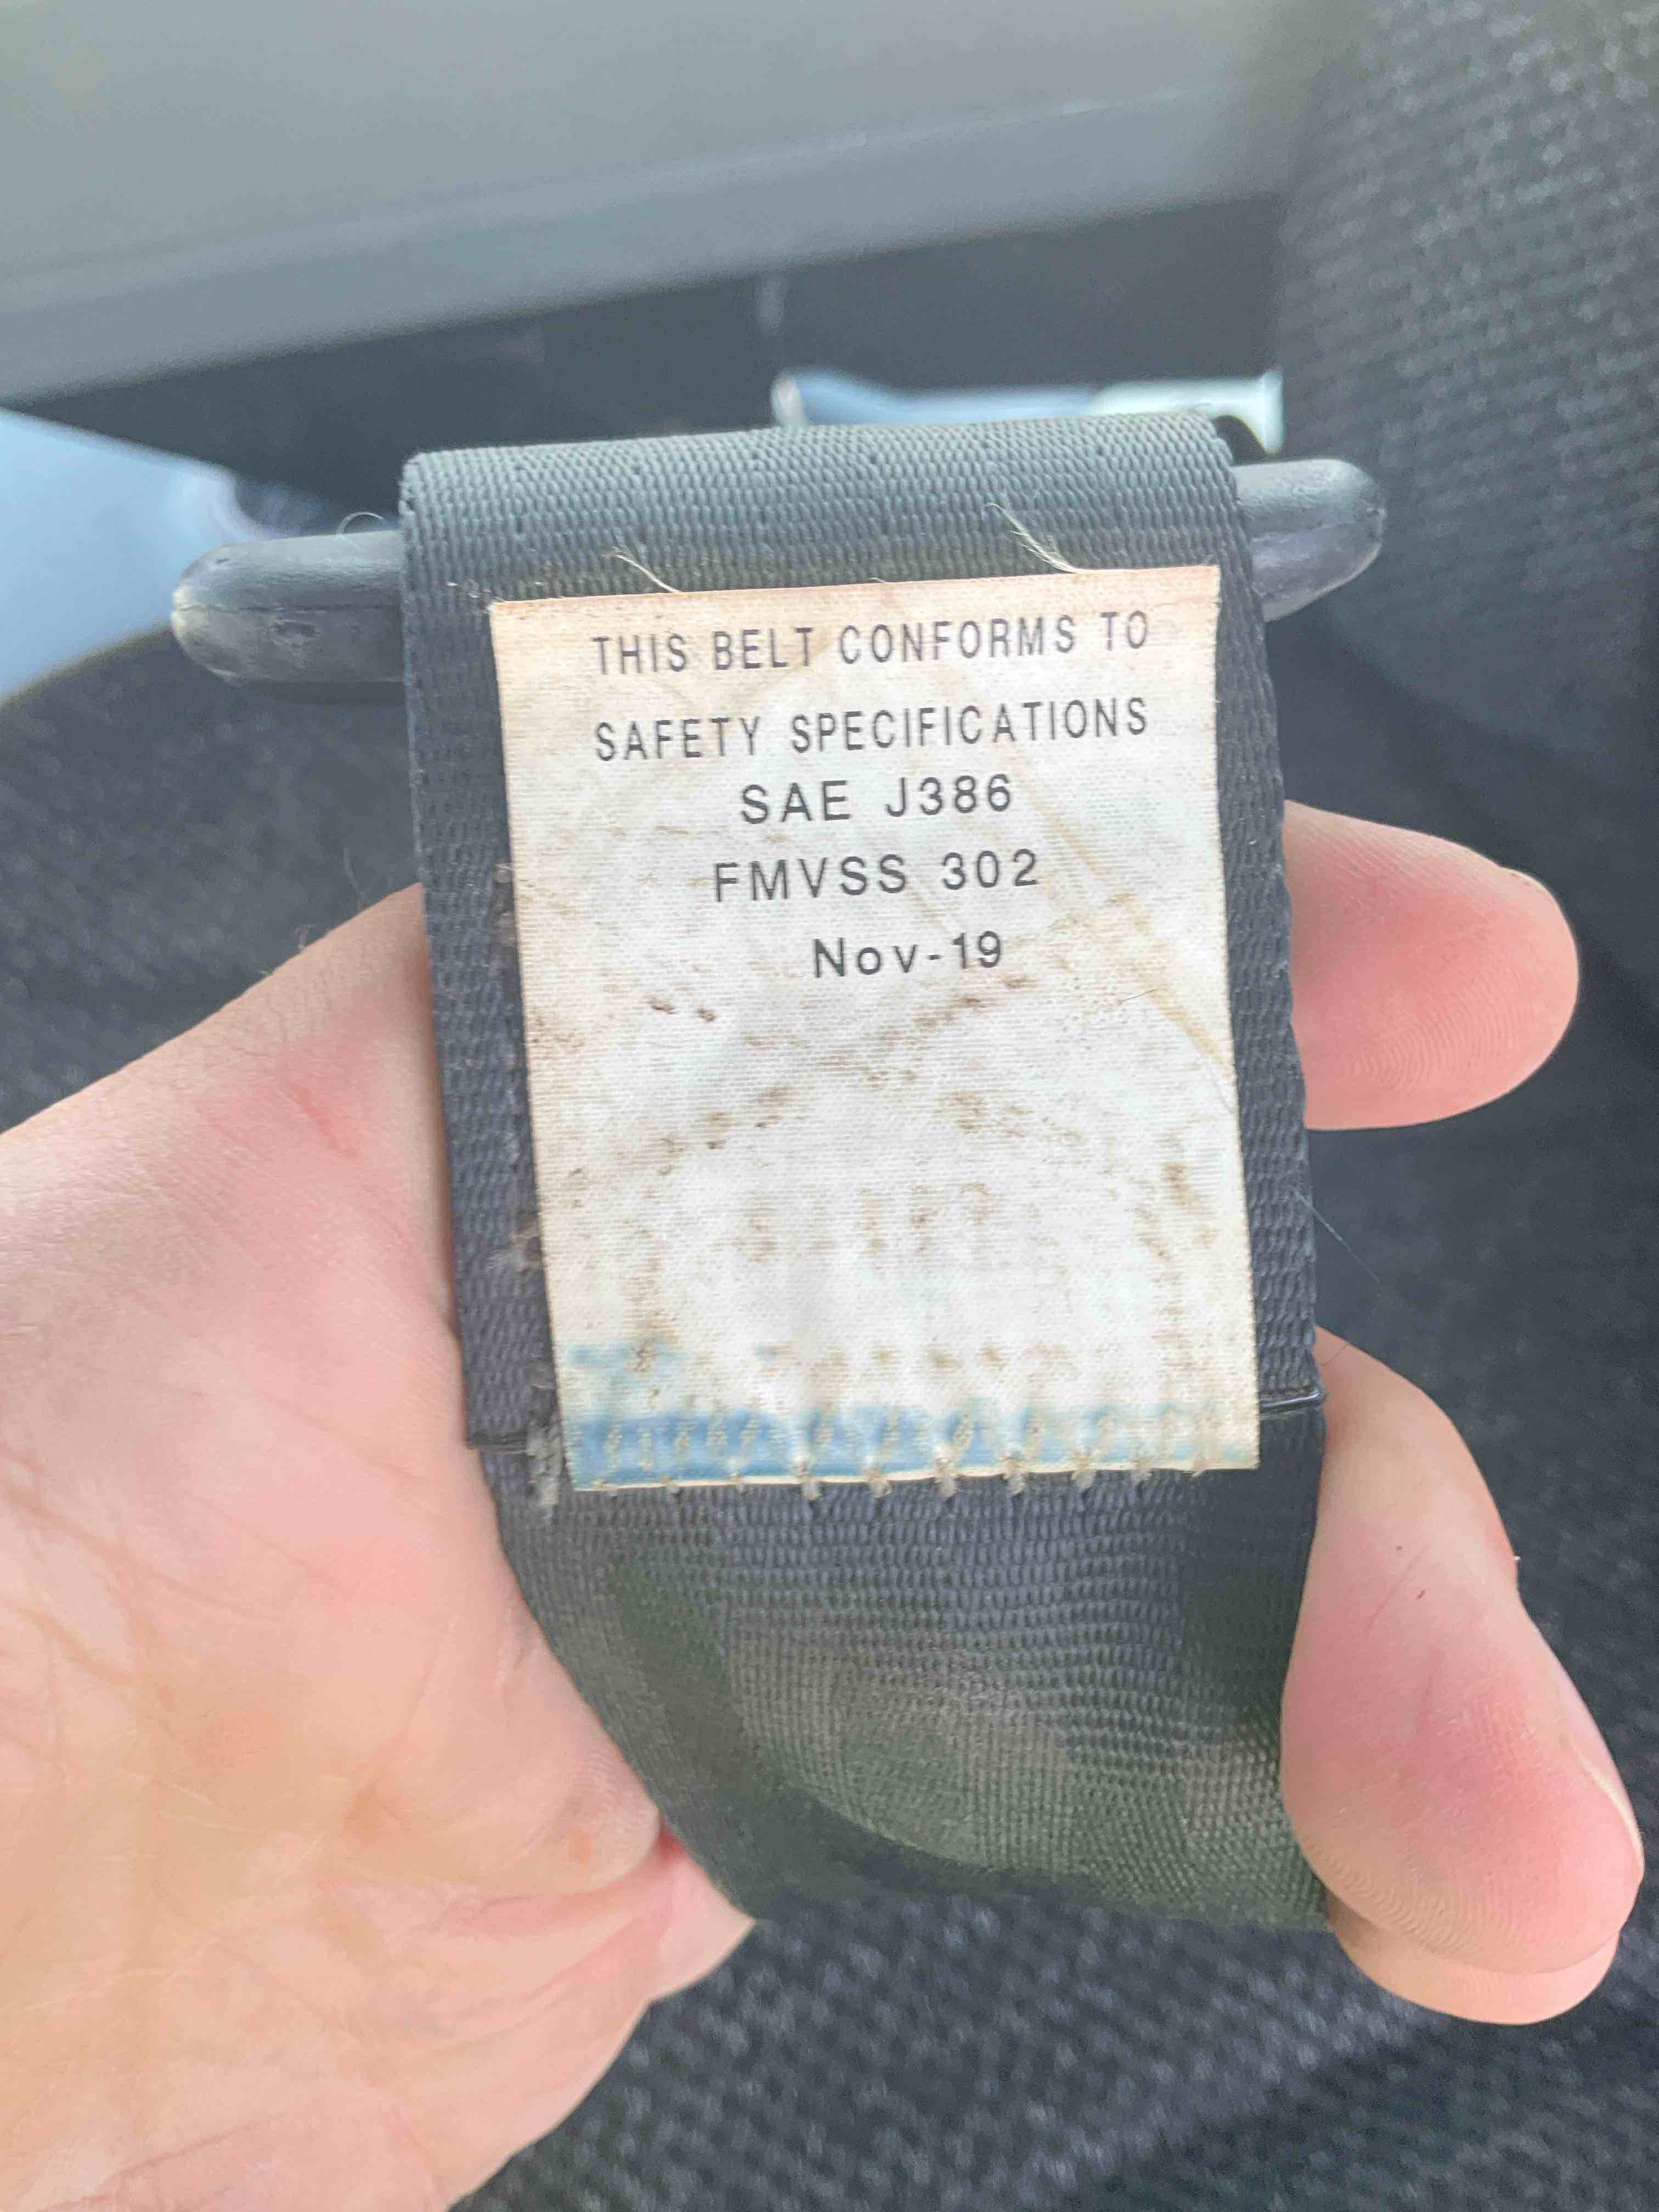 THIS BELT CONFORMS TO
SAFETY SPECIFICATIONS
SAE J386
FMVSS 302
Nov-19